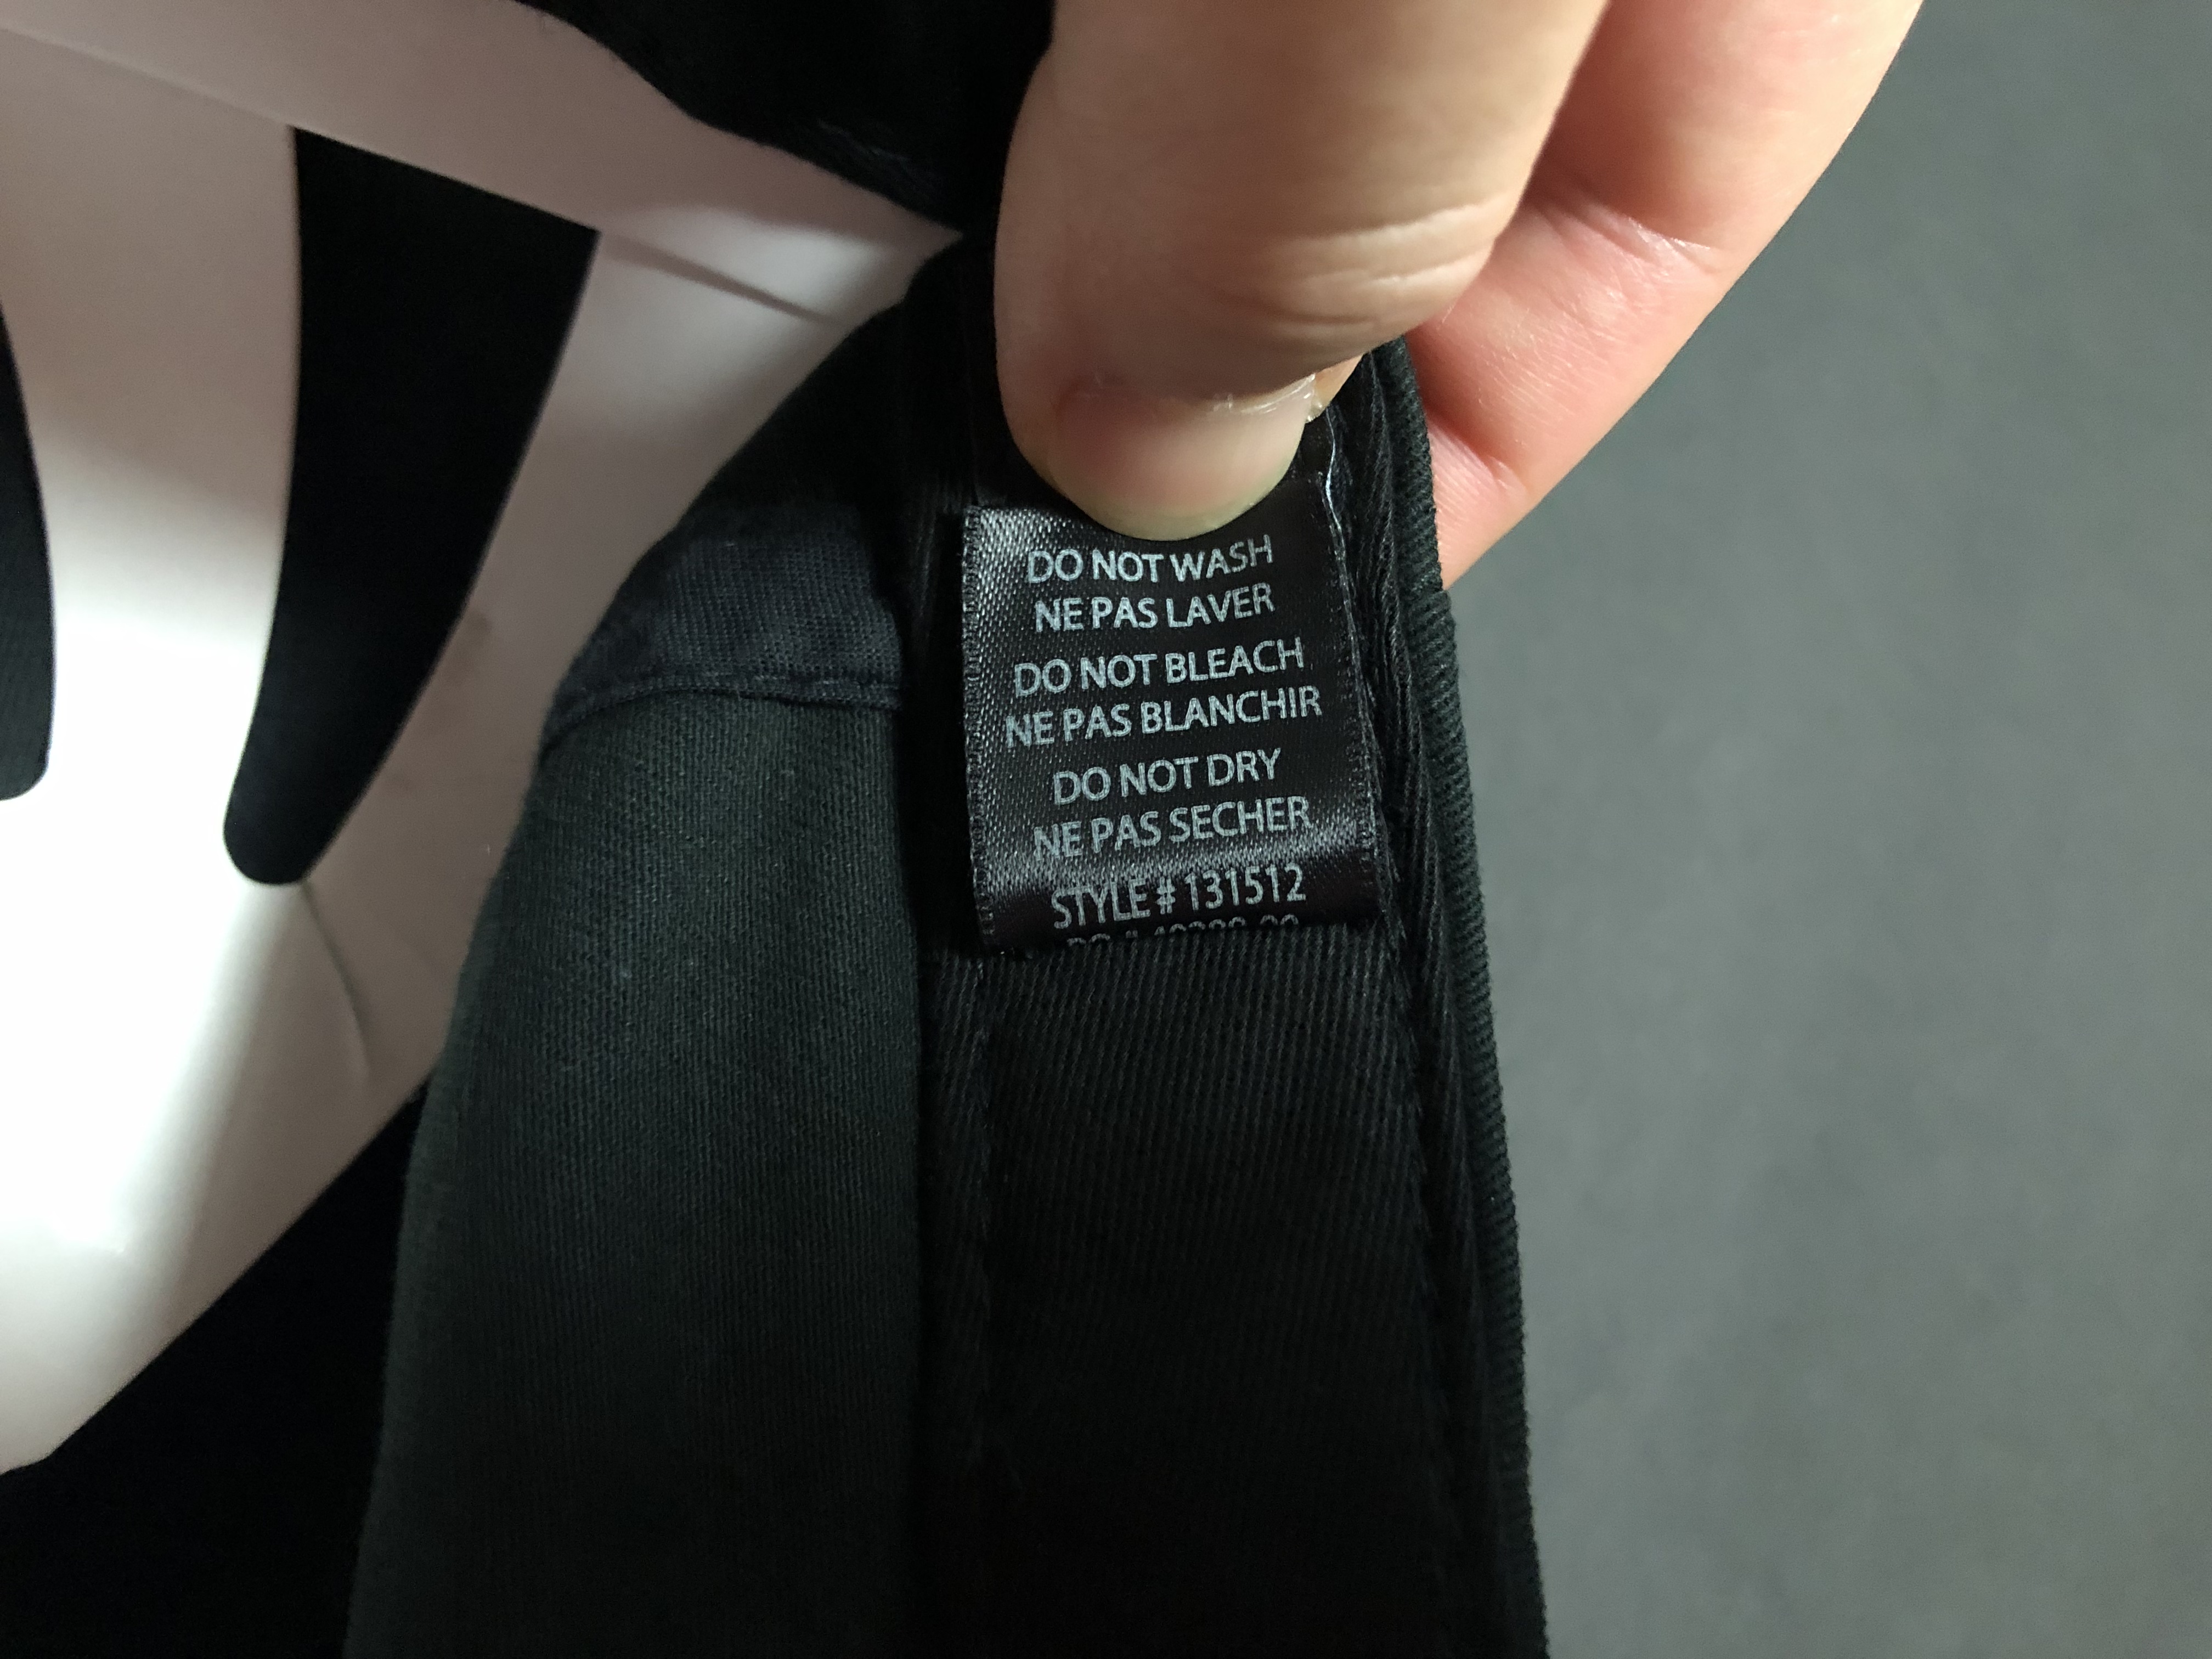 DO NOT WASH
NE PAS LAVER
DO NOT BLEACH
NE PAS BLANCHIR
DO NOT DRY
NE PAS SECHER
STYLE # 131512